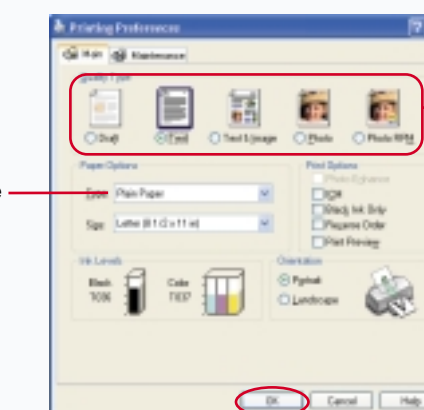 Printing Preferences
Main Maintenance
Quality Type
Draft Text Text & Image Photo Photo RPM
Paper Options
Type Plain Paper
Size Letter (8 1/2 x 11 in)
Print Options
Photo Enhance
Black Ink Only
Reverse Order
Print Preview
Ink Levels
Black
T036
Color
T037
Orientation
Portrait
Landscape
OK Cancel Help
e